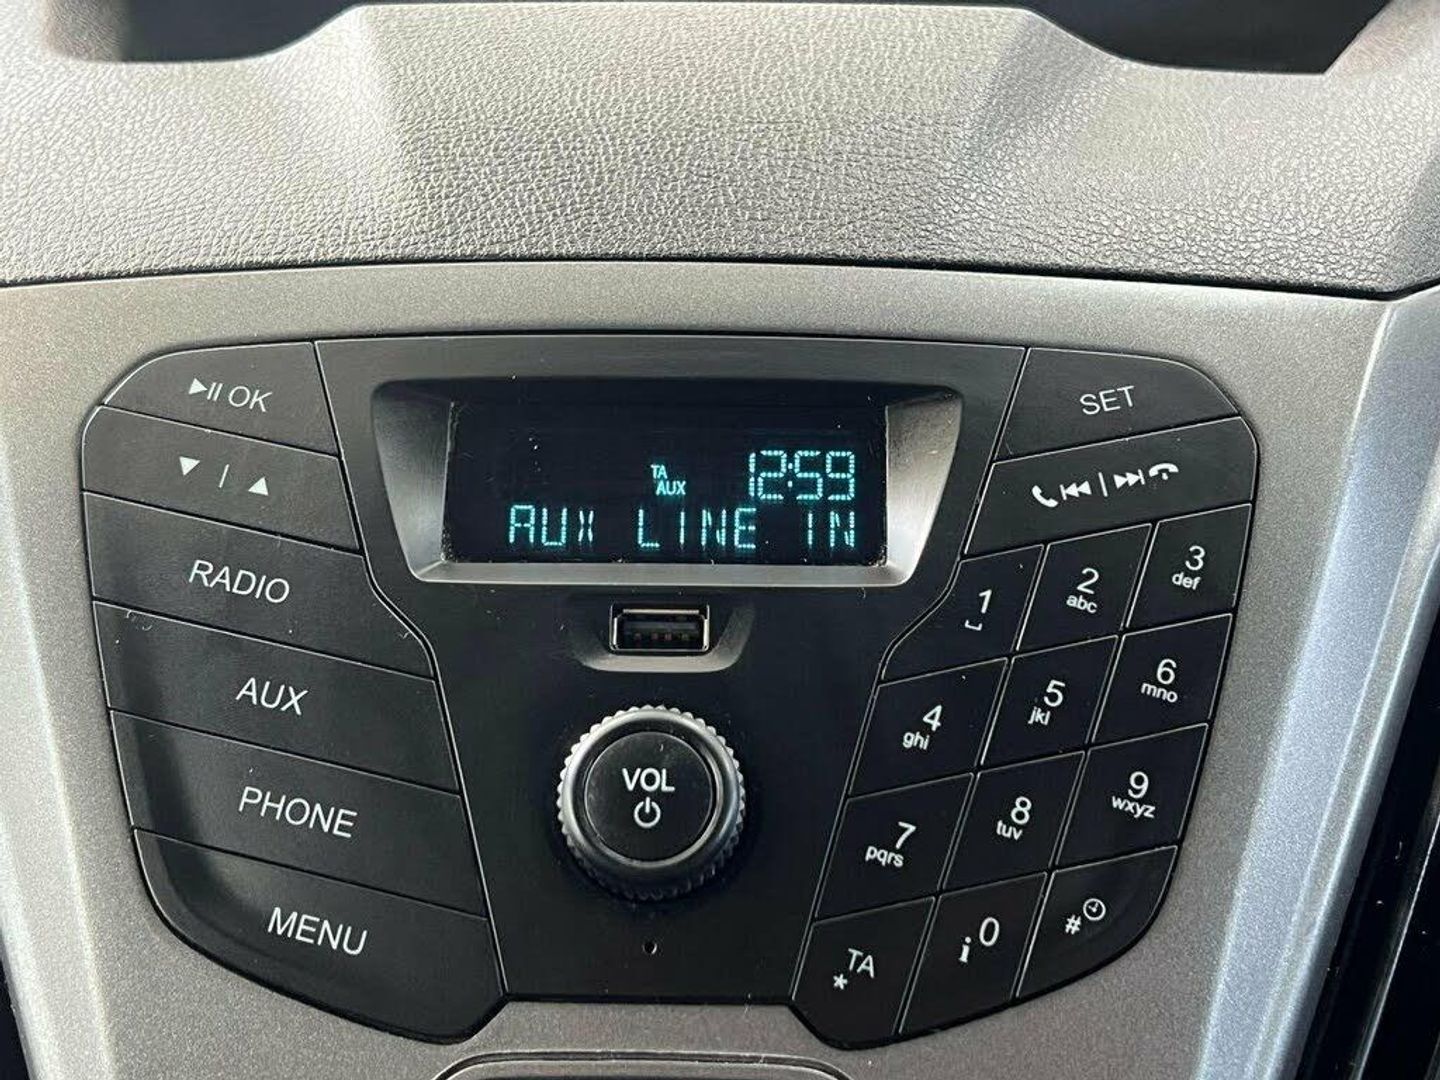 OK
RADIO
AUX
PHONE
MENU
TA
AUX
12:59
AUX LINE IN
VOL
SET
1
2
abc
3
def
4
ghi
5
jkl
6
mno
7
pqrs
8
tuv
9
wxyz
TA
*
i 0
#